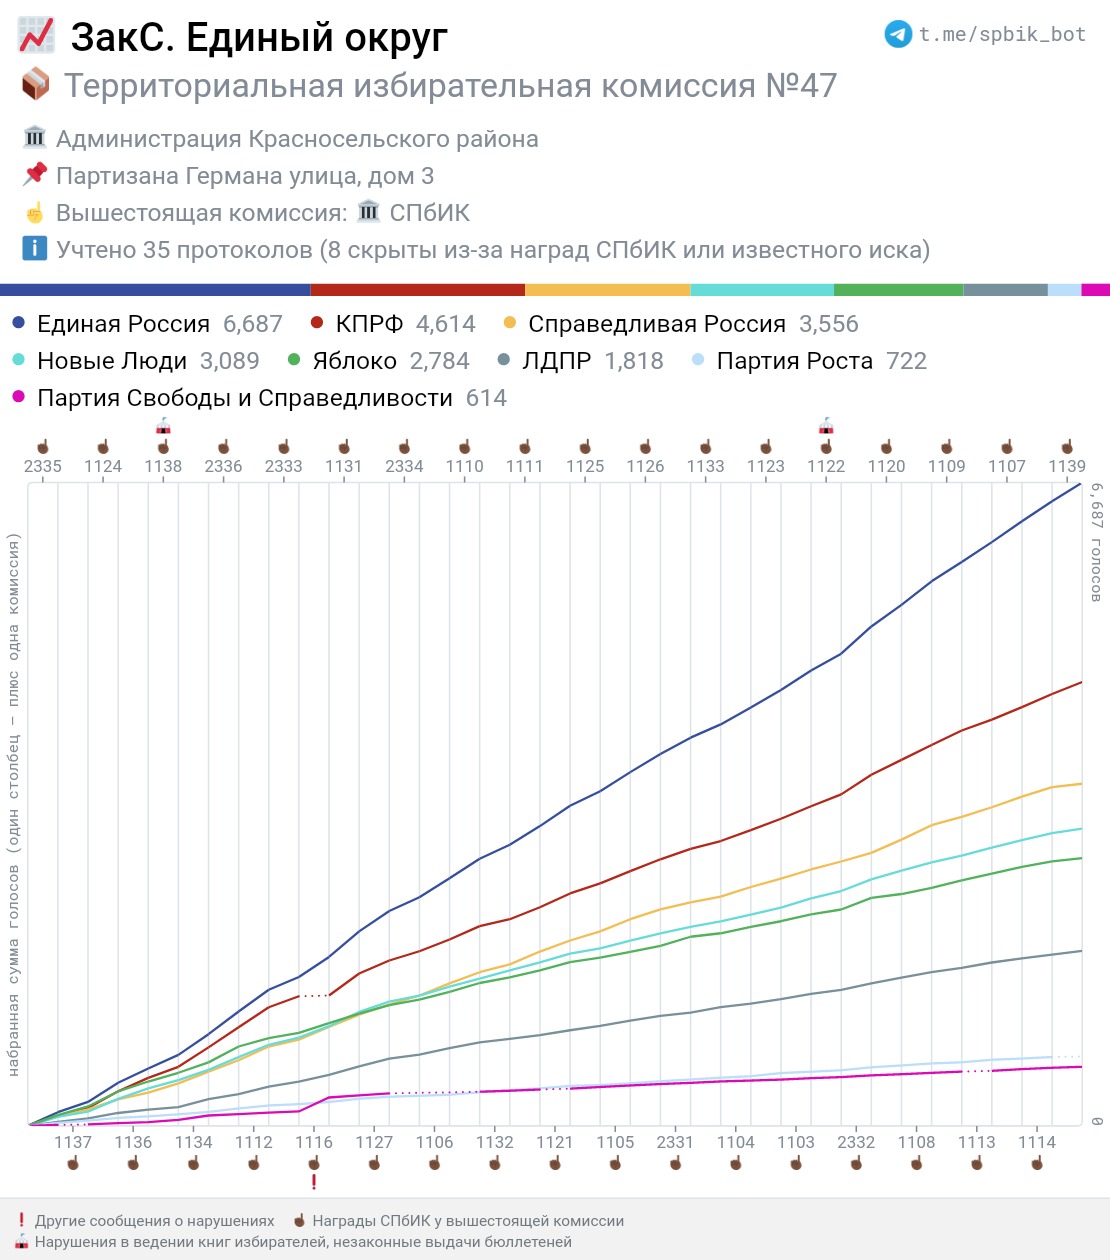 ЗакС. Единый округ
t.me/spbik_bot
Территориальная избирательная комиссия №47
Администрация Красносельского района
Партизана Германа улица, дом 3
Вышестоящая комиссия: СПбИК
Учтено 35 протоколов (8 скрыты из-за наград СПбИК или известного иска)
Единая Россия 6,687 КПРФ 4,614 Справедливая Россия 3,556
Новые Люди 3,089 Яблоко 2,784 ЛДПР 1,818 Партия Роста 722
Партия Свободы и Справедливости 614
2335 1124 1138 2336 2333 1131 2334 1110 1111 1125 1126 1133 1123 1122 1120 1109 1107 1139
6,687 голосов
набранная сумма голосов (один столбец – плюс одна комиссия)
0
1137 1136 1134 1112 1116 1127 1106 1132 1121 1105 2331 1104 1103 2332 1108 1113 1114
Другие сообщения о нарушениях Награды СПбИК у вышестоящей комиссии
Нарушения в ведении книг избирателей, незаконные выдачи бюллетеней